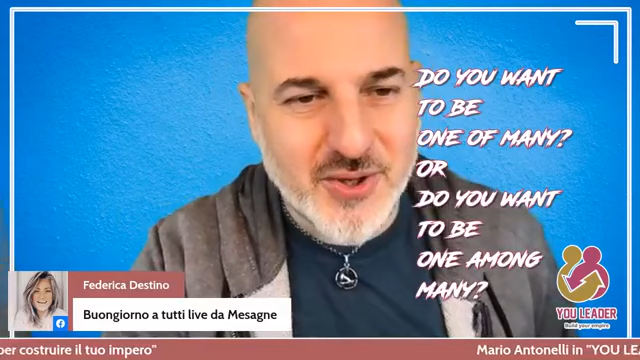 DO YOU WANT
TO BE
ONE OF MANY?
OR
DO YOU WANT
TO BE
ONE AMONG
MANY?
YOU LEADER
Build your empire
Federica Destino
Buongiorno a tutti live da Mesagne
per costruire il tuo impero"
Mario Antonelli in "YOU LEA